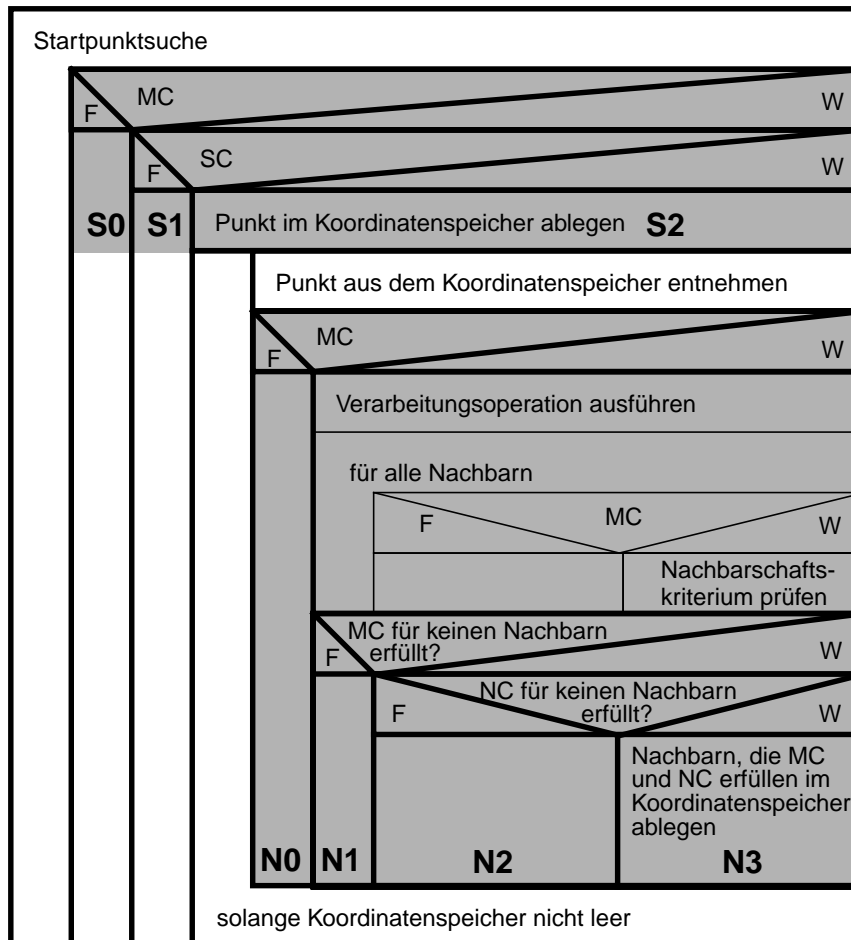 Startpunktsuche
MC
F
W
SC
F
W
S0 S1 Punkt im Koordinatenspeicher ablegen S2
Punkt aus dem Koordinatenspeicher entnehmen
MC
F
W
Verarbeitungsoperation ausführen
für alle Nachbarn
F
MC
W
Nachbarschafts-
kriterium prüfen
MC für keinen Nachbarn
erfüllt?
F
W
NC für keinen Nachbarn
erfüllt?
F
W
Nachbarn, die MC
und NC erfüllen im
Koordinatenspeicher
ablegen
N0 N1 N2 N3
solange Koordinatenspeicher nicht leer